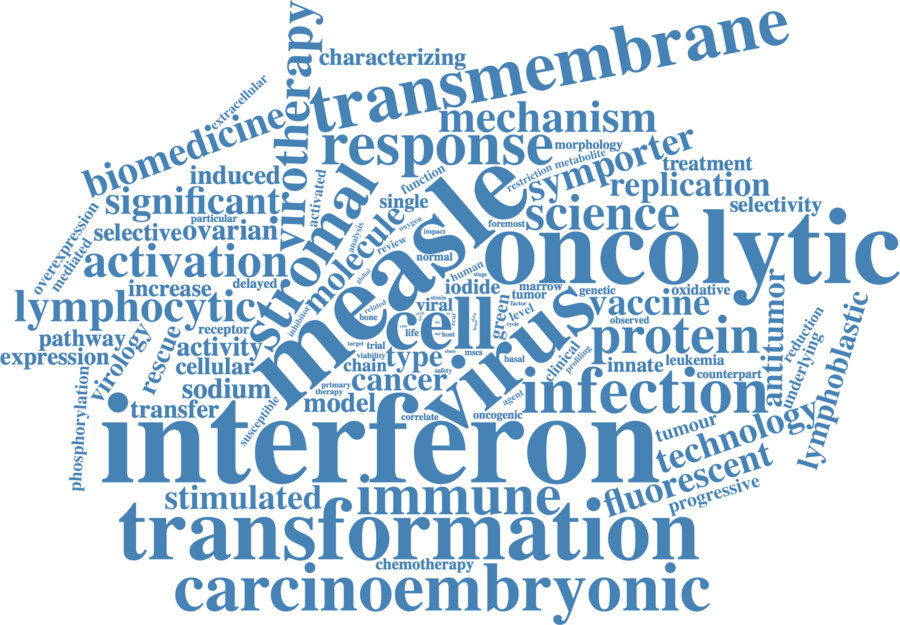 transmembrane
characterizing
virotherapy
extracellular
biomedicine
mechanism
response
morphology
symporter
restriction
metabolite
treatment
replication
induced
activated
function
significant
stromal
single
science
selectivity
particular
overexpression
mediated
selective
ovarian
molecule
oxygen
impact
foremost
measle
oncolytic
analysis
review
normal
activation
global
human
stage
delayed
increase
inhibitor
iodide
marrow
genetic
oxidative
tumor
lymphocytic
related
bone
viral
strain
factor
vaccine
cell
green
level
cycle
observed
protein
antitumor
reduction
underlying
lymphoblastic
receptor
life
host
pathway
virology
rescue
activity
target
trial
expression
cellular
viability
chain
type
mscs
basal
clinical
profiling
innate
leukemia
counterpart
safety
cancer
virus
sodium
primary
therapy
agent
infection
phosphorylation
transfer
susceptible
model
correlate
oncogenic
interferon
tumour
technology
stimulated
immune
fluorescent
progressive
transformation
chemotherapy
carcinoembryonic